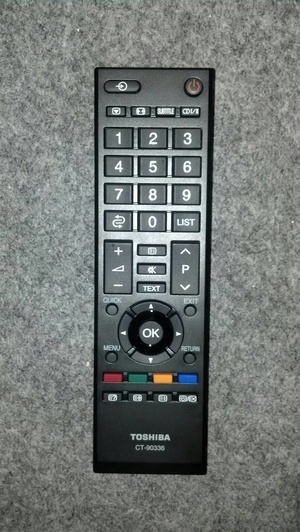 SUBTITLE
1 2 3
4 5 6
7 8 9
0 LIST
+
P
−
TEXT
QUICK EXIT
OK
MENU RETURN
TOSHIBA
CT-90336